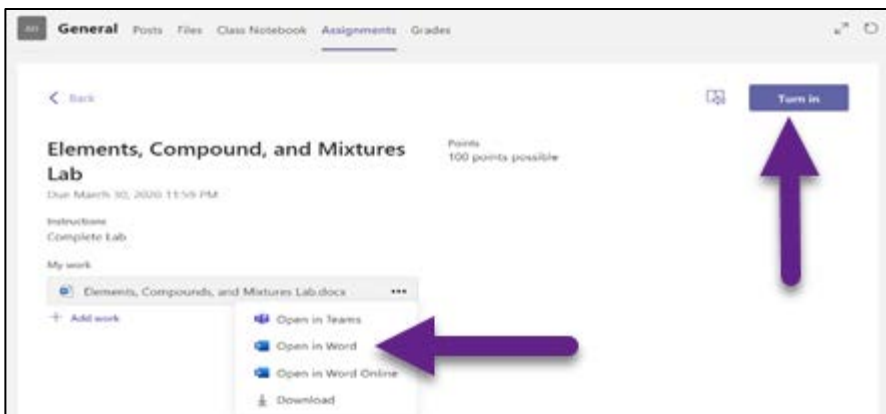 General Posts Files Class Notebook Assignments Grades
Back
Turn in
Elements, Compound, and Mixtures
Lab
Points
100 points possible
Due March 30, 2020 11:59 PM
Instructions
Complete Lab
My work
Elements, Compounds, and Mixtures Lab.docx
+ Add work
Open in Teams
Open in Word
Open in Word Online
Download